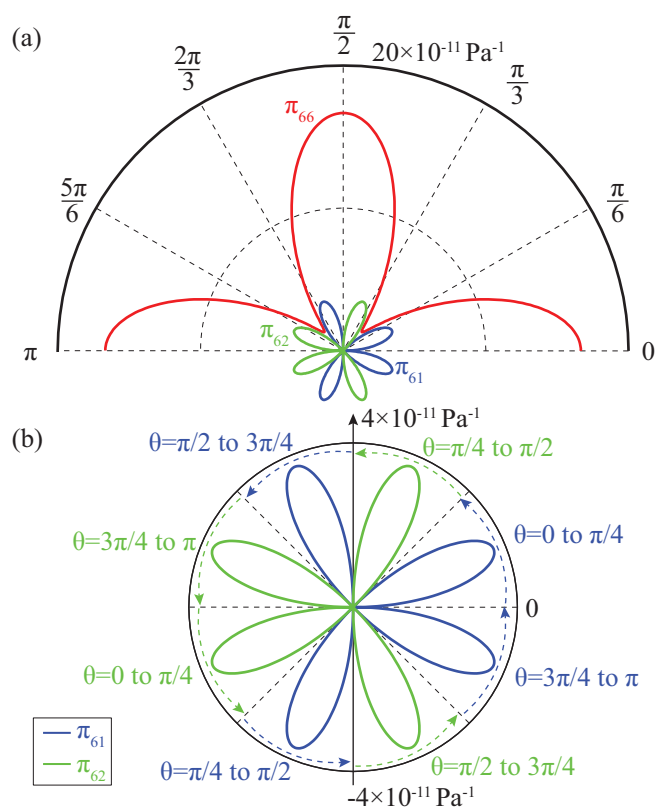 (a)
π/2
20×10⁻¹¹ Pa⁻¹
2π/3
π/3
π₆₆
5π/6
π/6
π₆₂
π
π₆₁
0
(b)
4×10⁻¹¹ Pa⁻¹
θ=π/2 to 3π/4
θ=π/4 to π/2
θ=3π/4 to π
θ=0 to π/4
0
θ=0 to π/4
θ=3π/4 to π
π₆₁
π₆₂
θ=π/4 to π/2
θ=π/2 to 3π/4
-4×10⁻¹¹ Pa⁻¹